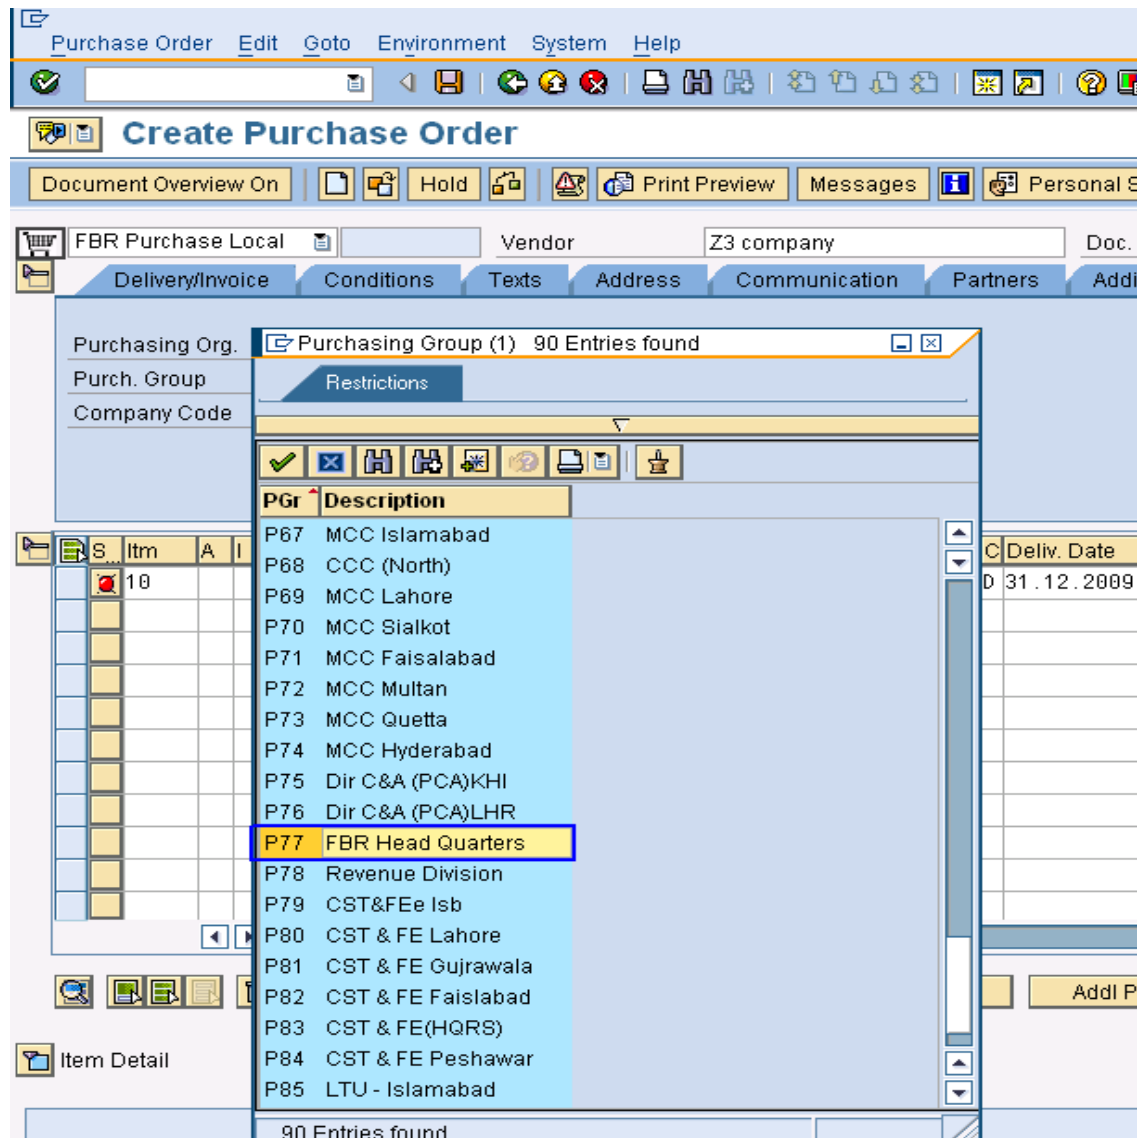 Purchase Order Edit Goto Environment System Help
Create Purchase Order
Document Overview On Hold Print Preview Messages Personal S
FBR Purchase Local Vendor Z3 company Doc.
Delivery/Invoice Conditions Texts Address Communication Partners Addi
Purchasing Org.
Purch. Group
Company Code
Purchasing Group (1) 90 Entries found
Restrictions
PGr Description
P67 MCC Islamabad
P68 CCC (North)
P69 MCC Lahore
P70 MCC Sialkot
P71 MCC Faisalabad
P72 MCC Multan
P73 MCC Quetta
P74 MCC Hyderabad
P75 Dir C&A (PCA)KHI
P76 Dir C&A (PCA)LHR
P77 FBR Head Quarters
P78 Revenue Division
P79 CST&FEe Isb
P80 CST & FE Lahore
P81 CST & FE Gujrawala
P82 CST & FE Faislabad
P83 CST & FE(HQRS)
P84 CST & FE Peshawar
P85 LTU - Islamabad
90 Entries found
S... Itm A I C Deliv. Date
10 D 31.12.2009
Addl P
Item Detail